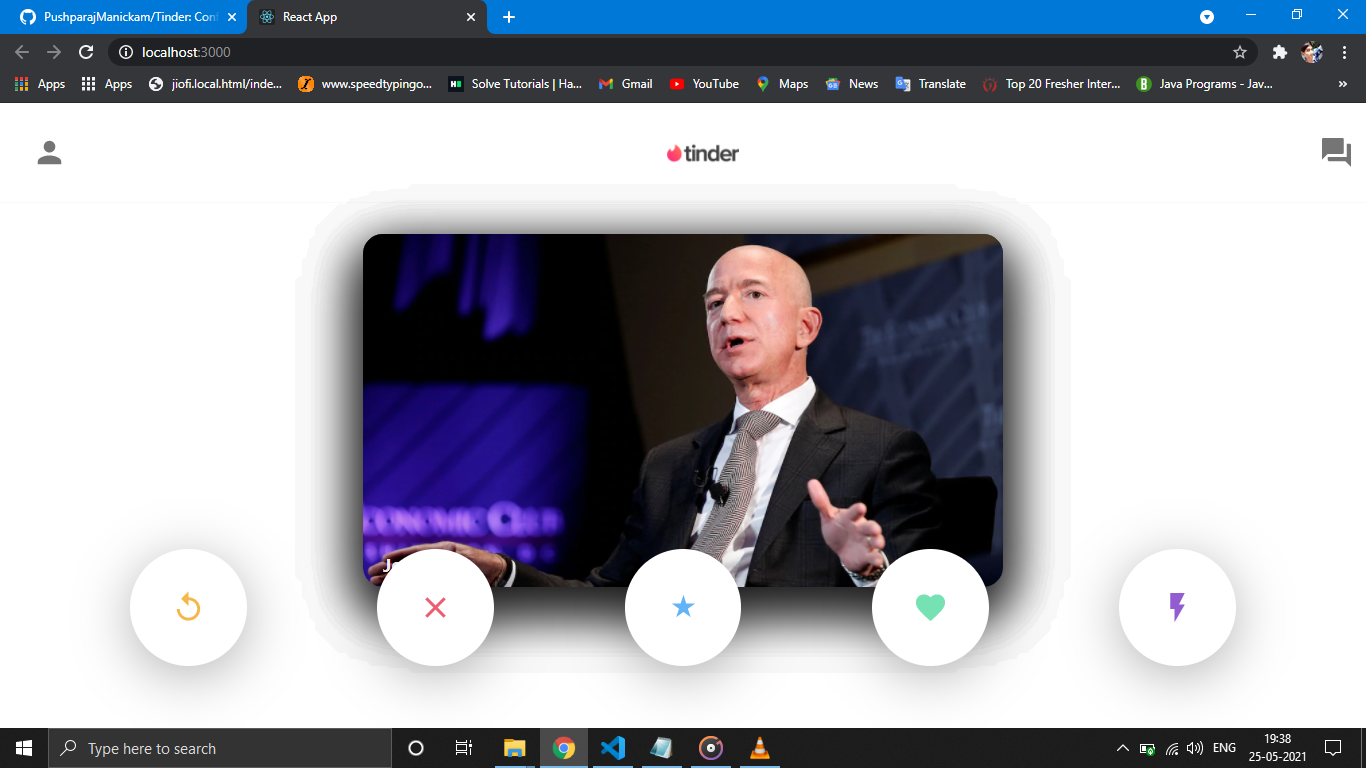 PushparajManickam/Tinder: Cont
React App
localhost:3000
Apps
Apps
jiofi.local.html/inde...
www.speedtypingo...
HE
Solve Tutorials | Ha...
Gmail
YouTube
Maps
News
Translate
Top 20 Fresher Inter...
Java Programs - Jav...
tinder
Type here to search
ENG
19:38
25-05-2021